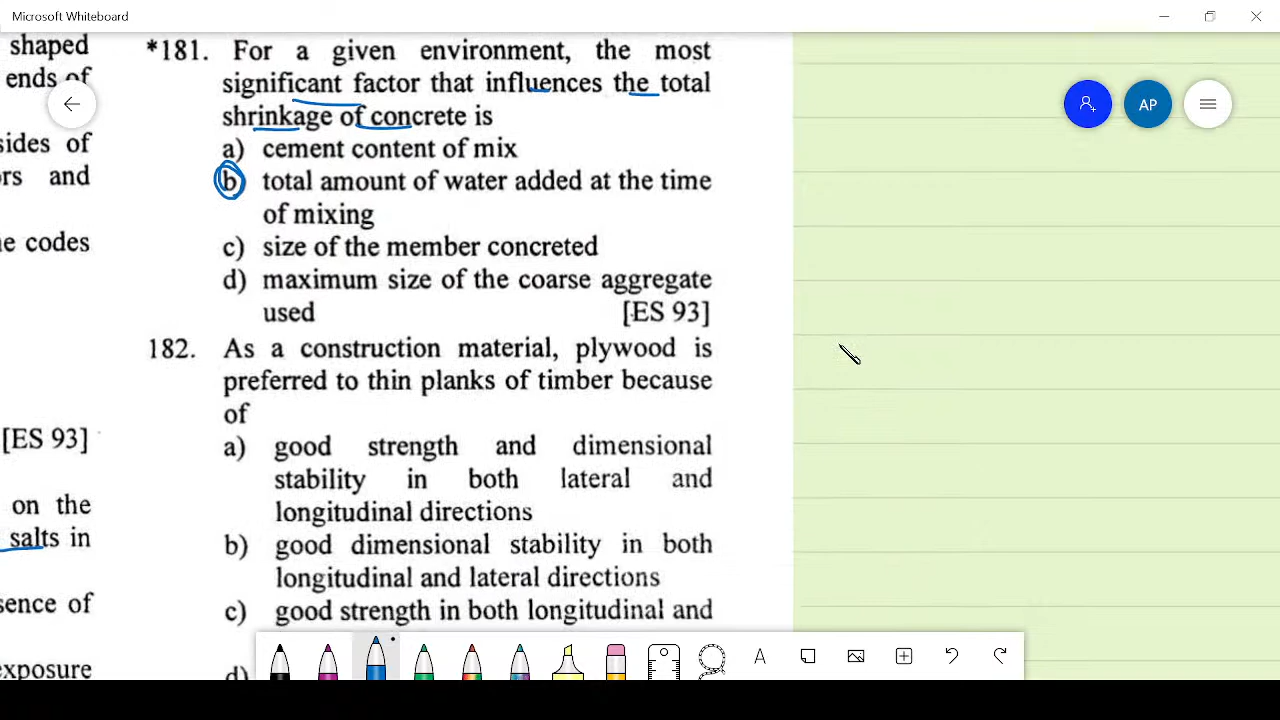 Microsoft Whiteboard
shaped
ends of
sides of
rs and
e codes
[ES 93]
on the
salts in
sence of
exposure
*181. For a given environment, the most
significant factor that influences the total
shrinkage of concrete is
a) cement content of mix
b) total amount of water added at the time
of mixing
c) size of the member concreted
d) maximum size of the coarse aggregate
used [ES 93]
182. As a construction material, plywood is
preferred to thin planks of timber because
of
a) good strength and dimensional
stability in both lateral and
longitudinal directions
b) good dimensional stability in both
longitudinal and lateral directions
c) good strength in both longitudinal and
d)
AP